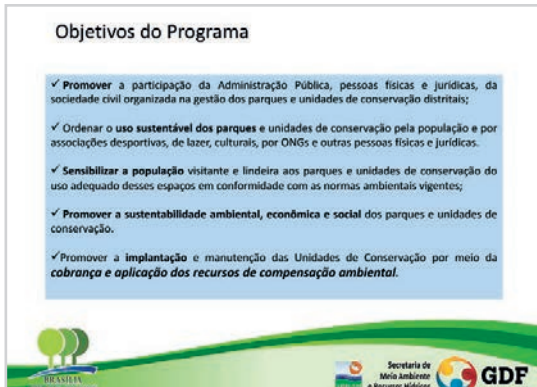 Objetivos do Programa
✓ Promover a participação da Administração Pública, pessoas físicas e jurídicas, da
sociedade civil organizada na gestão dos parques e unidades de conservação distritais;
✓ Ordenar o uso sustentável dos parques e unidades de conservação pela população e por
associações desportivas, de lazer, culturais, por ONGs e outras pessoas físicas e jurídicas.
✓ Sensibilizar a população visitante e lindeira aos parques e unidades de conservação do
uso adequado desses espaços em conformidade com as normas ambientais vigentes;
✓ Promover a sustentabilidade ambiental, econômica e social dos parques e unidades de
conservação.
✓Promover a implantação e manutenção das Unidades de Conservação por meio da
cobrança e aplicação dos recursos de compensação ambiental.
BRASÍLIA
Secretaria de
Meio Ambiente
e Recursos Hídricos
GDF